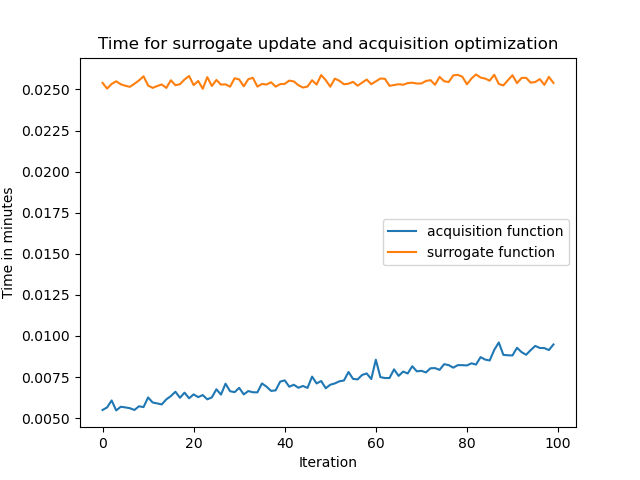 Time for surrogate update and acquisition optimization
Time in minutes
0.0250
0.0225
0.0200
0.0175
0.0150
0.0125
0.0100
0.0075
0.0050
acquisition function
surrogate function
0 20 40 60 80 100
Iteration